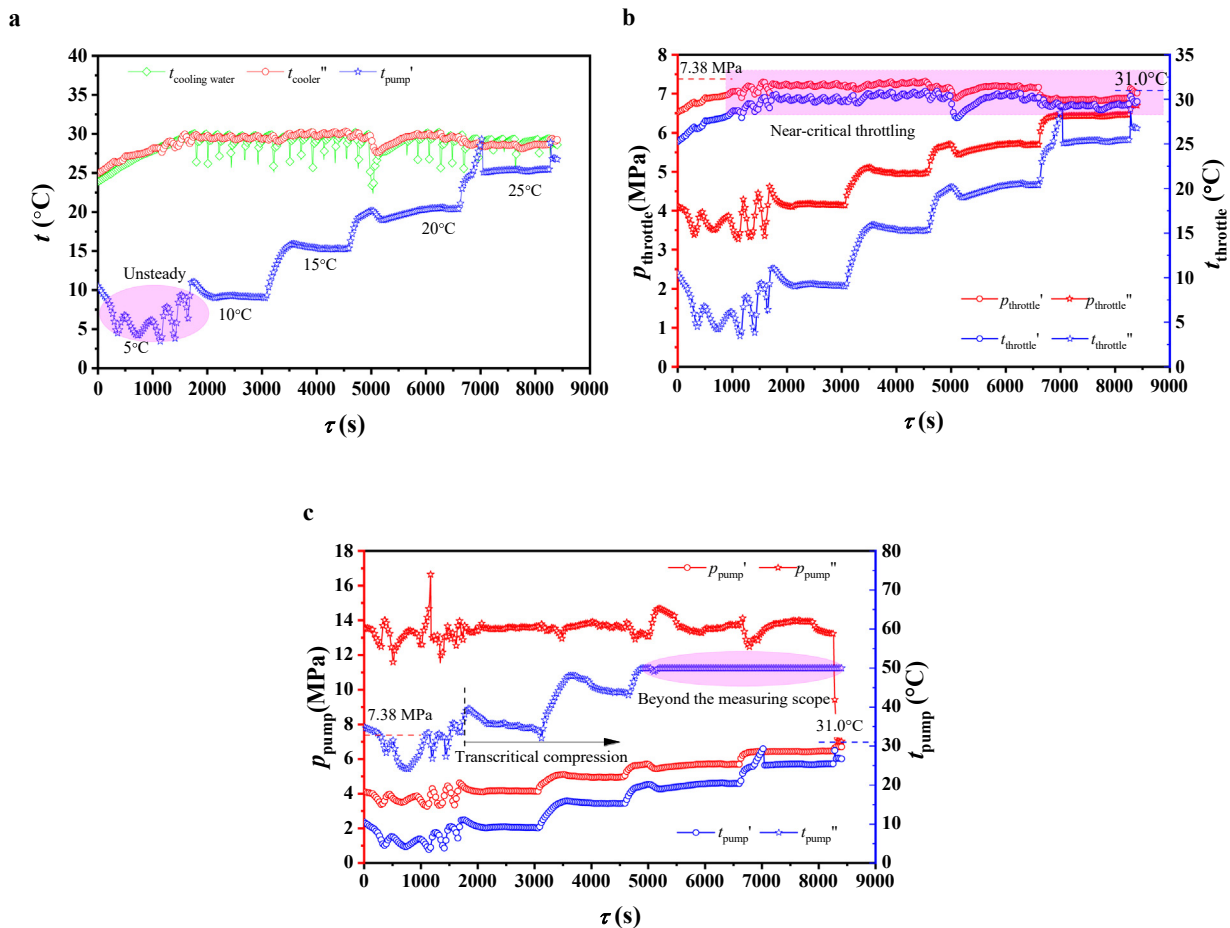 a
t_cooling water t_cooler'' t_pump'
40
35
30
25
20
15
10
5
0
t (°C)
Unsteady
5°C
10°C
15°C
20°C
25°C
0 1000 2000 3000 4000 5000 6000 7000 8000 9000
τ (s)
b
8
7
6
5
4
3
2
1
0
p_throttle(MPa)
7.38 MPa
31.0°C
Near-critical throttling
p_throttle' p_throttle''
t_throttle' t_throttle''
35
30
25
20
15
10
5
0
t_throttle (°C)
0 1000 2000 3000 4000 5000 6000 7000 8000 9000
τ (s)
c
18
16
14
12
10
8
6
4
2
0
p_pump(MPa)
p_pump' p_pump''
7.38 MPa
Beyond the measuring scope
31.0°C
Transcritical compression
t_pump' t_pump''
80
70
60
50
40
30
20
10
0
t_pump (°C)
0 1000 2000 3000 4000 5000 6000 7000 8000 9000
τ (s)